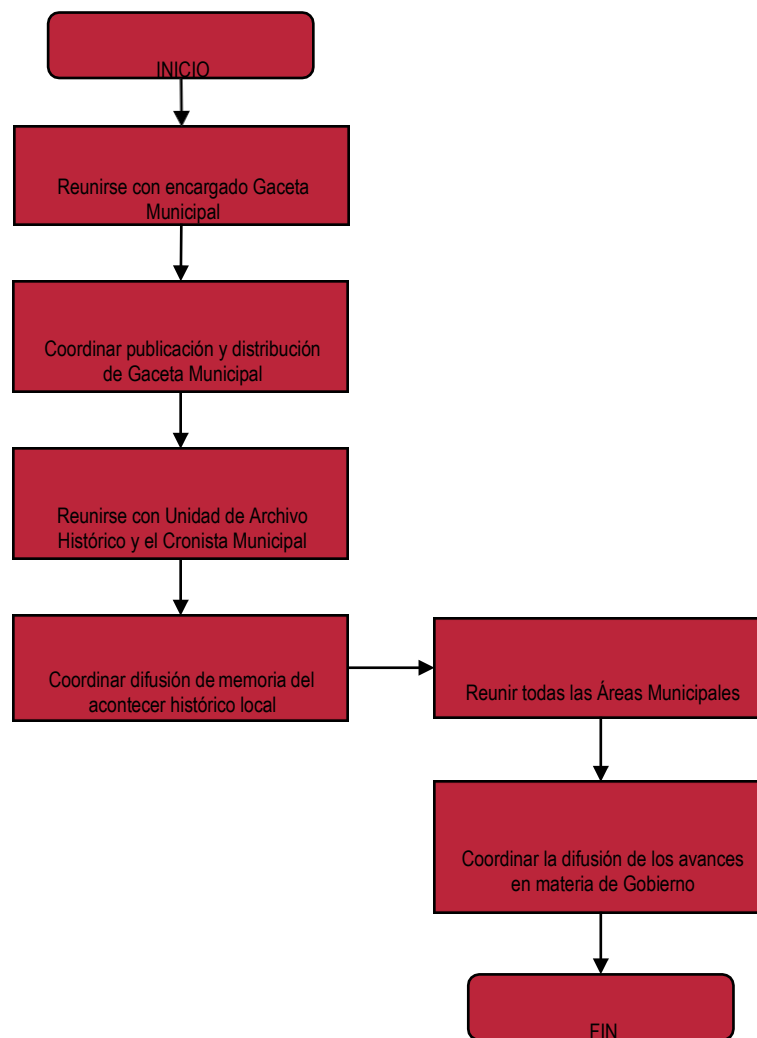 INICIO
Reunirse con encargado Gaceta
Municipal
Coordinar publicación y distribución
de Gaceta Municipal
Reunirse con Unidad de Archivo
Histórico y el Cronista Municipal
Coordinar difusión de memoria del
acontecer histórico local
Reunir todas las Áreas Municipales
Coordinar la difusión de los avances
en materia de Gobierno
FIN